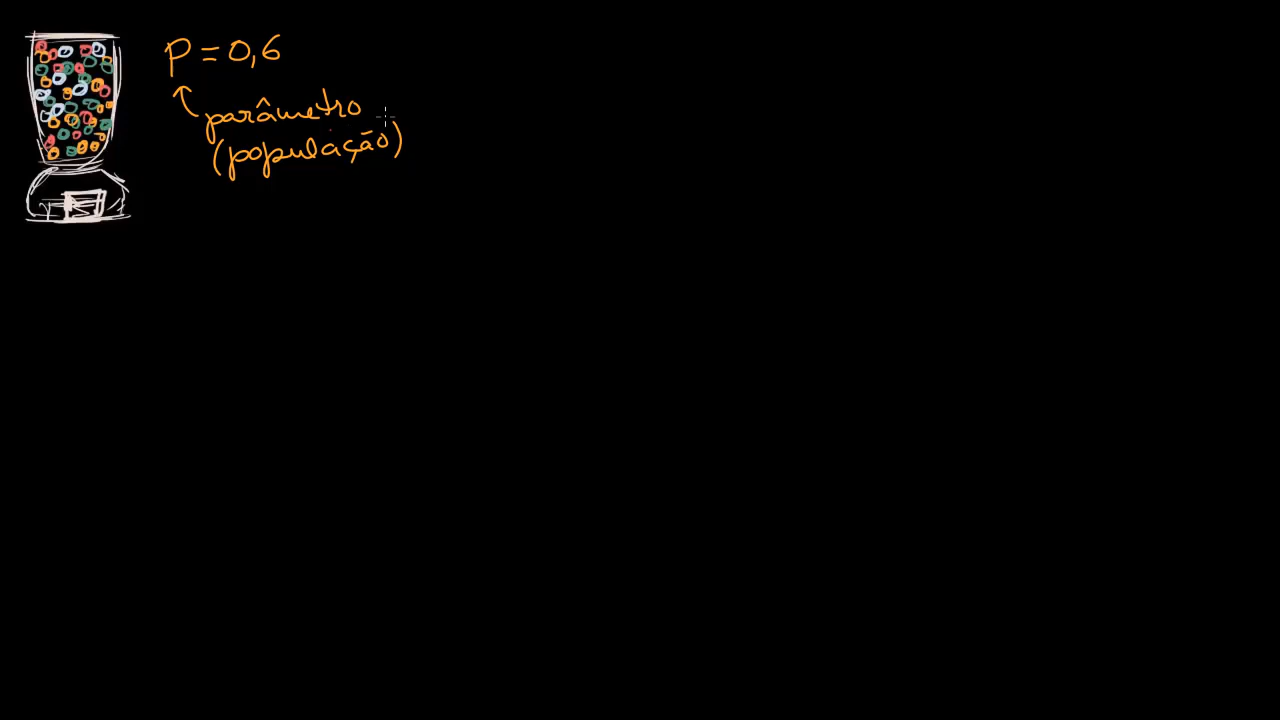 P = 0,6
parâmetro
(população)